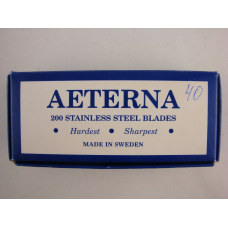 AETERNA
40
200 STAINLESS STEEL BLADES
• Hardest • Sharpest •
MADE IN SWEDEN